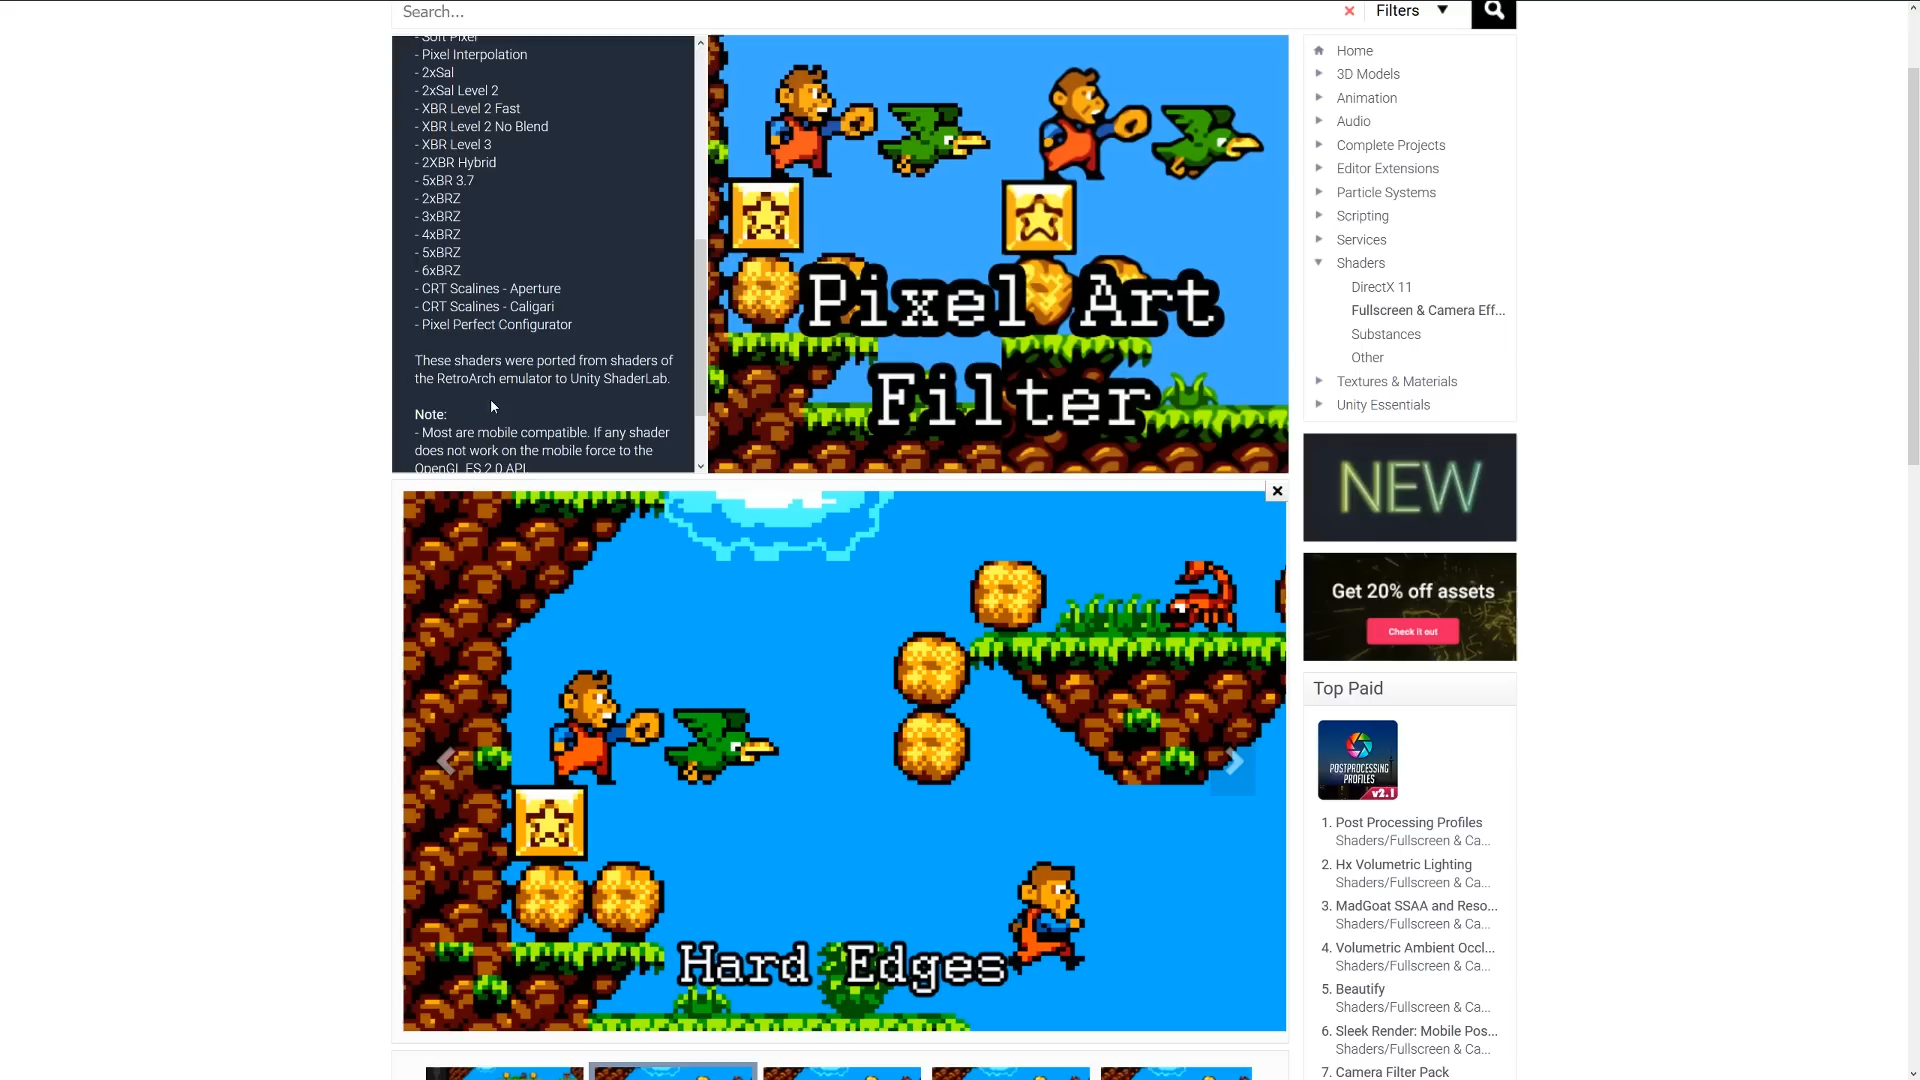 Search...
Filters
- Soft Pixel
- Pixel Interpolation
- 2xSal
- 2xSal Level 2
- XBR Level 2 Fast
- XBR Level 2 No Blend
- XBR Level 3
- 2XBR Hybrid
- 5xBR 3.7
- 2xBRZ
- 3xBRZ
- 4xBRZ
- 5xBRZ
- 6xBRZ
- CRT Scalines - Aperture
- CRT Scalines - Caligari
- Pixel Perfect Configurator
These shaders were ported from shaders of
the RetroArch emulator to Unity ShaderLab.
Note:
- Most are mobile compatible. If any shader
does not work on the mobile force to the
OpenGL ES 2.0 API.
Pixel Art
Filter
Hard Edges
Home
3D Models
Animation
Audio
Complete Projects
Editor Extensions
Particle Systems
Scripting
Services
Shaders
DirectX 11
Fullscreen & Camera Eff...
Substances
Other
Textures & Materials
Unity Essentials
NEW
Get 20% off assets
Check it out
Top Paid
POSTPROCESSING
PROFILES
v2.1
1. Post Processing Profiles
Shaders/Fullscreen & Ca...
2. Hx Volumetric Lighting
Shaders/Fullscreen & Ca...
3. MadGoat SSAA and Reso...
Shaders/Fullscreen & Ca...
4. Volumetric Ambient Occl...
Shaders/Fullscreen & Ca...
5. Beautify
Shaders/Fullscreen & Ca...
6. Sleek Render: Mobile Pos...
Shaders/Fullscreen & Ca...
7. Camera Filter Pack